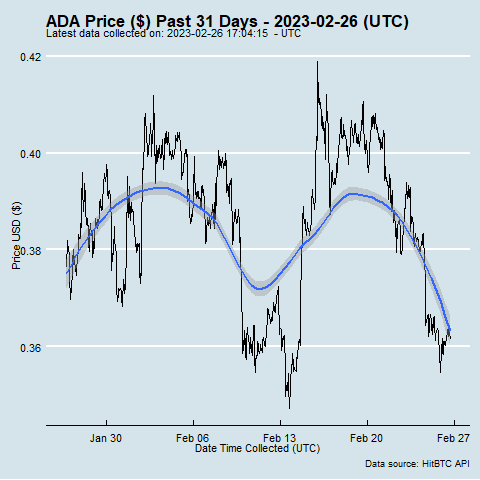 ADA Price ($) Past 31 Days - 2023-02-26 (UTC)
Latest data collected on: 2023-02-26 17:04:15 - UTC
0.42
0.40
0.38
0.36
Price USD ($)
Jan 30 Feb 06 Feb 13 Feb 20 Feb 27
Date Time Collected (UTC)
Data source: HitBTC API